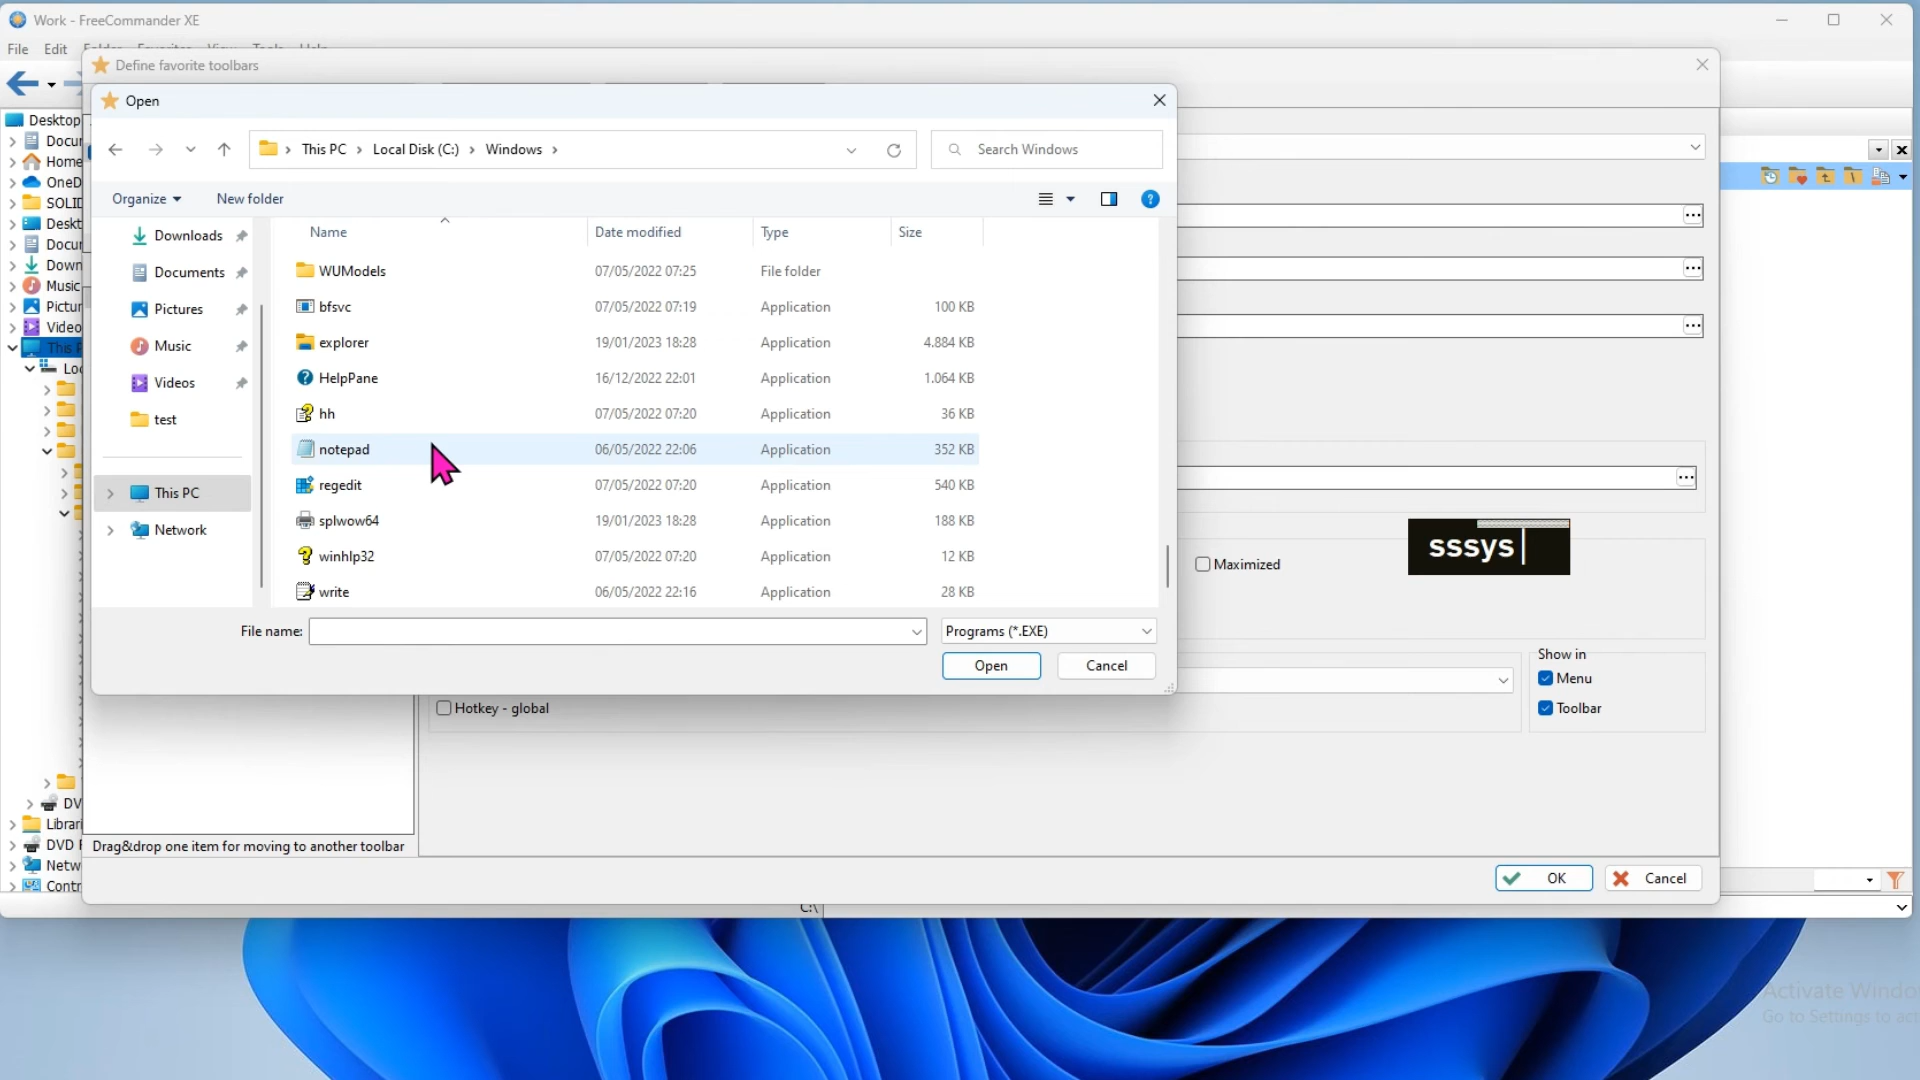 Work - FreeCommander XE
File Edit Folder Favorites View Tools Help
Define favorite toolbars
Open
This PC Local Disk (C:) Windows
Search Windows
Organize New folder
Desktop
Docu
Home
OneD
SOLID
Deskt
Docu
Down
Music
Pictur
Video
This P
Loc
DV
Librari
DVD
Netw
Contr
Downloads
Documents
Pictures
Music
Videos
test
This PC
Network
Name Date modified Type Size
WUModels 07/05/2022 07:25 File folder
bfsvc 07/05/2022 07:19 Application 100 KB
explorer 19/01/2023 18:28 Application 4.884 KB
HelpPane 16/12/2022 22:01 Application 1.064 KB
hh 07/05/2022 07:20 Application 36 KB
notepad 06/05/2022 22:06 Application 352 KB
regedit 07/05/2022 07:20 Application 540 KB
splwow64 19/01/2023 18:28 Application 188 KB
winhlp32 07/05/2022 07:20 Application 12 KB
write 06/05/2022 22:16 Application 28 KB
File name: Programs (*.EXE)
Open Cancel
Maximized
sssys
Show in
Menu
Toolbar
Hotkey - global
Drag&drop one item for moving to another toolbar
OK Cancel
C:\
Activate Windo
Go to Settings to act